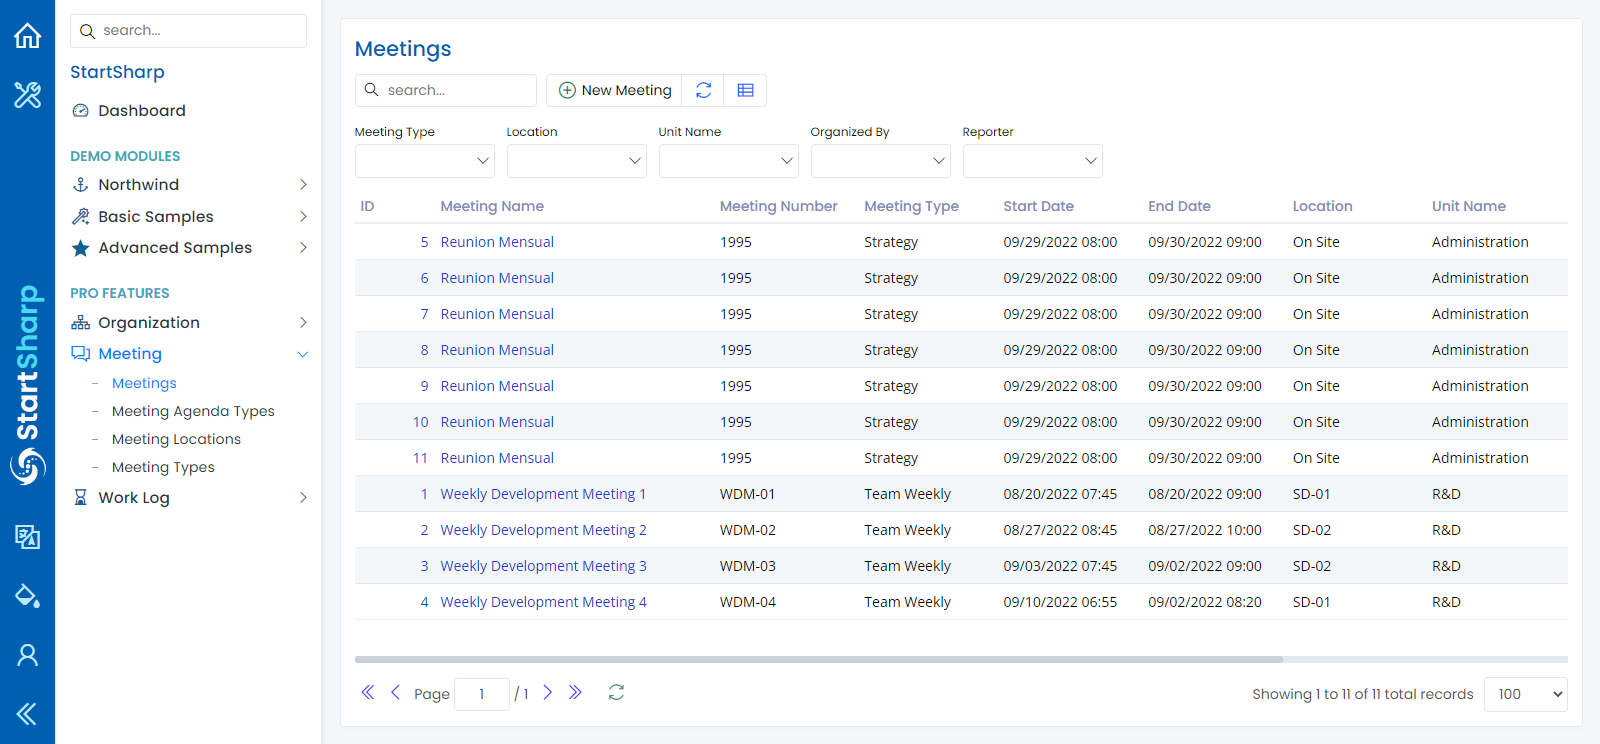 StartSharp
search...
StartSharp
Dashboard
DEMO MODULES
Northwind
Basic Samples
Advanced Samples
PRO FEATURES
Organization
Meeting
- Meetings
- Meeting Agenda Types
- Meeting Locations
- Meeting Types
Work Log
Meetings
search... New Meeting
Meeting Type Location Unit Name Organized By Reporter
ID Meeting Name Meeting Number Meeting Type Start Date End Date Location Unit Name
5 Reunion Mensual 1995 Strategy 09/29/2022 08:00 09/30/2022 09:00 On Site Administration
6 Reunion Mensual 1995 Strategy 09/29/2022 08:00 09/30/2022 09:00 On Site Administration
7 Reunion Mensual 1995 Strategy 09/29/2022 08:00 09/30/2022 09:00 On Site Administration
8 Reunion Mensual 1995 Strategy 09/29/2022 08:00 09/30/2022 09:00 On Site Administration
9 Reunion Mensual 1995 Strategy 09/29/2022 08:00 09/30/2022 09:00 On Site Administration
10 Reunion Mensual 1995 Strategy 09/29/2022 08:00 09/30/2022 09:00 On Site Administration
11 Reunion Mensual 1995 Strategy 09/29/2022 08:00 09/30/2022 09:00 On Site Administration
1 Weekly Development Meeting 1 WDM-01 Team Weekly 08/20/2022 07:45 08/20/2022 09:00 SD-01 R&D
2 Weekly Development Meeting 2 WDM-02 Team Weekly 08/27/2022 08:45 08/27/2022 10:00 SD-02 R&D
3 Weekly Development Meeting 3 WDM-03 Team Weekly 09/03/2022 07:45 09/02/2022 09:00 SD-02 R&D
4 Weekly Development Meeting 4 WDM-04 Team Weekly 09/10/2022 06:55 09/02/2022 08:20 SD-01 R&D
Page 1 / 1 Showing 1 to 11 of 11 total records 100